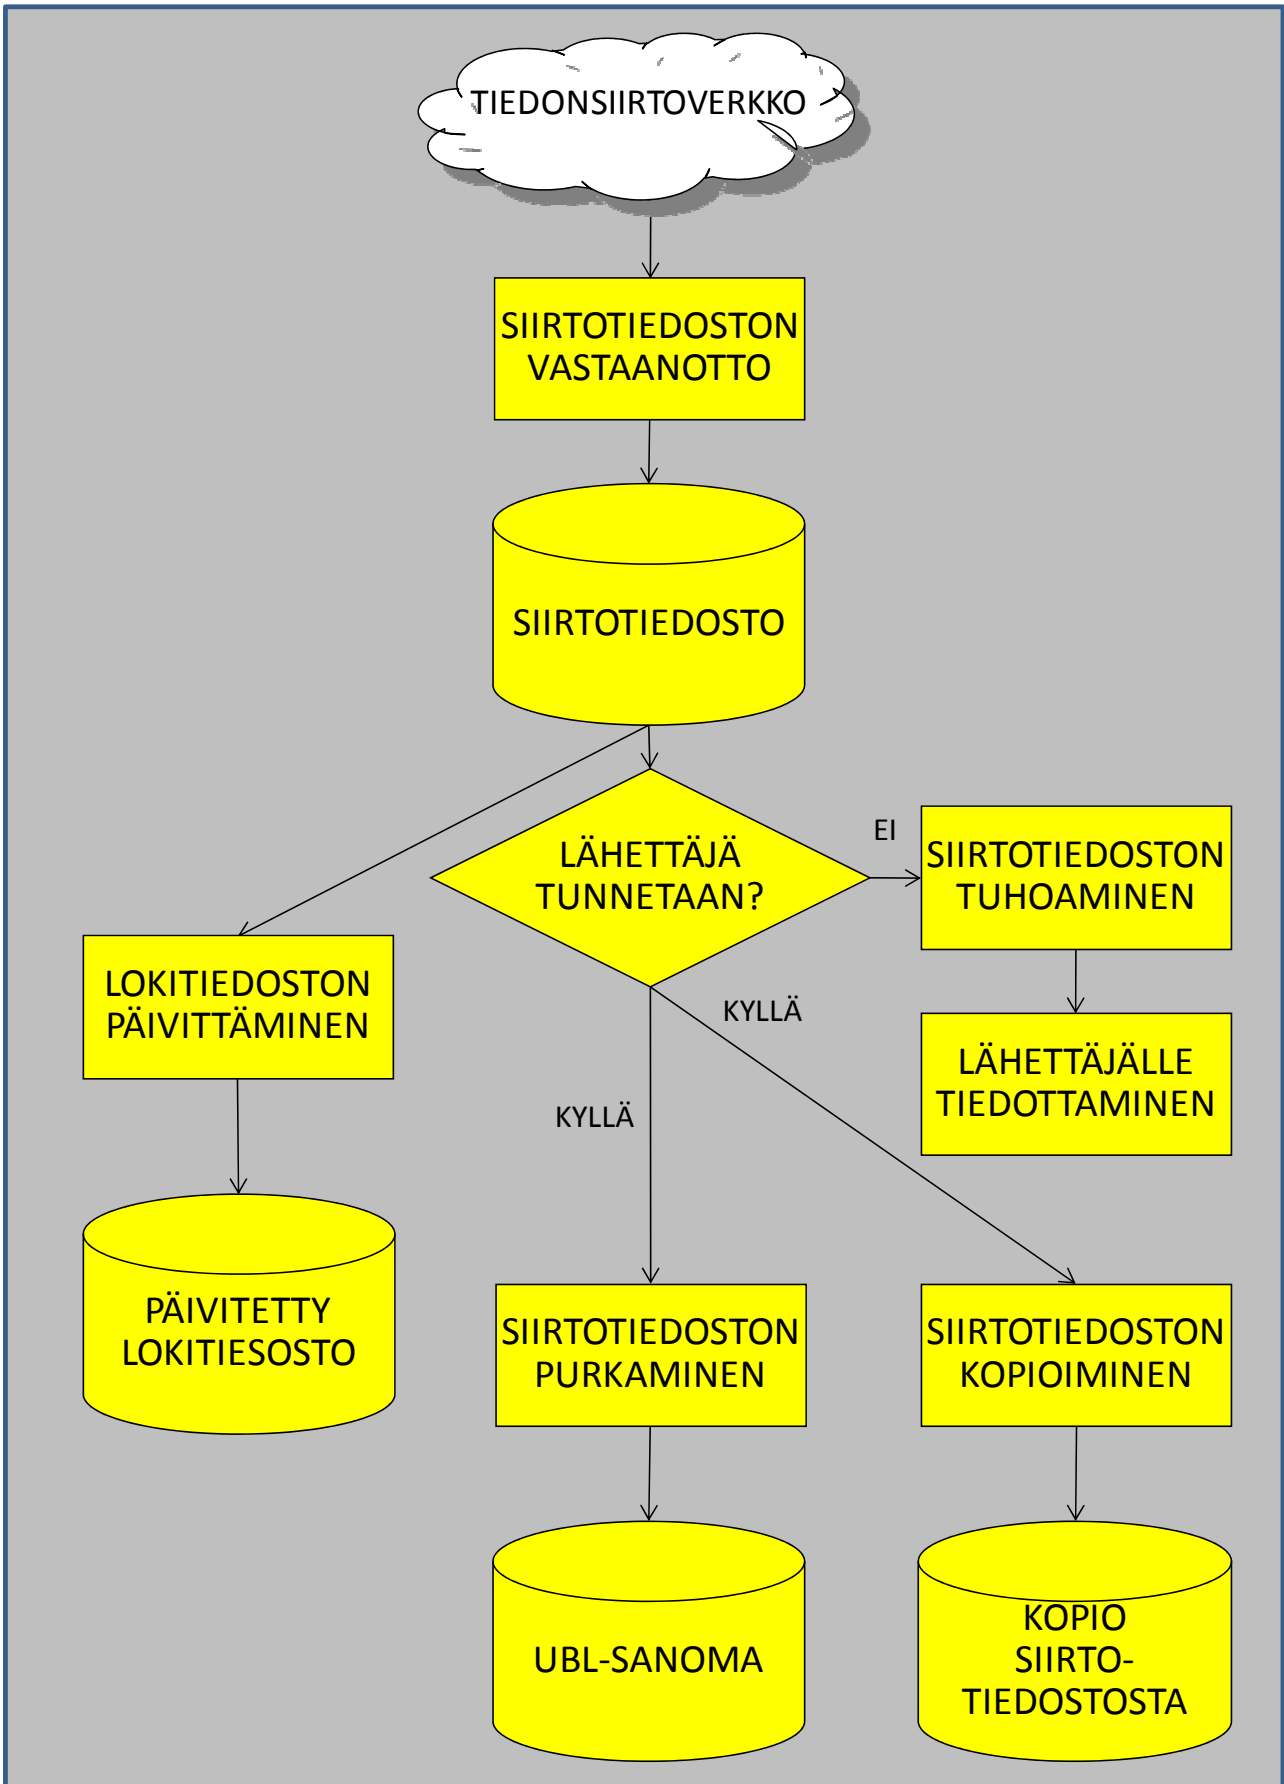 TIEDONSIIRTOVERKKO
SIIRTOTIEDOSTON
VASTAANOTTO
SIIRTOTIEDOSTO
LÄHETTÄJÄ
TUNNETAAN?
EI
SIIRTOTIEDOSTON
TUHOAMINEN
LOKITIEDOSTON
PÄIVITTÄMINEN
KYLLÄ
LÄHETTÄJÄLLE
TIEDOTTAMINEN
KYLLÄ
PÄIVITETTY
LOKITIESOSTO
SIIRTOTIEDOSTON
PURKAMINEN
SIIRTOTIEDOSTON
KOPIOIMINEN
UBL-SANOMA
KOPIO
SIIRTO-
TIEDOSTOSTA